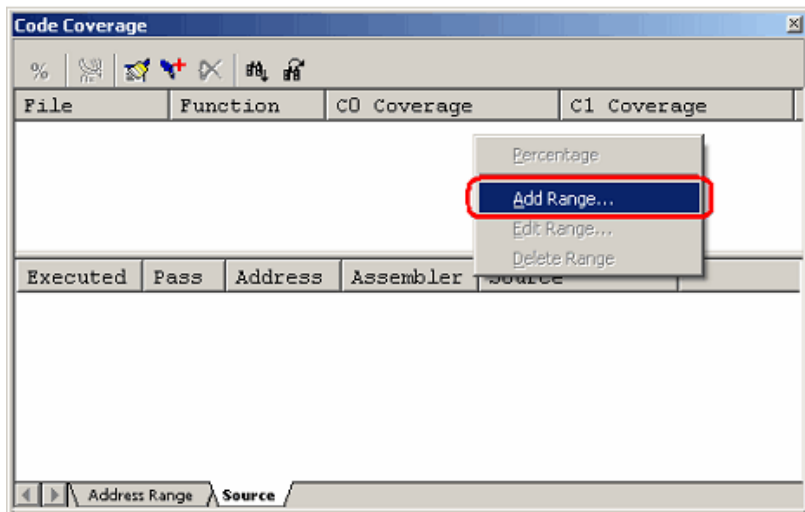 Code Coverage
%
File Function C0 Coverage C1 Coverage
Percentage
Add Range...
Edit Range...
Delete Range
Executed Pass Address Assembler Source
Address Range Source